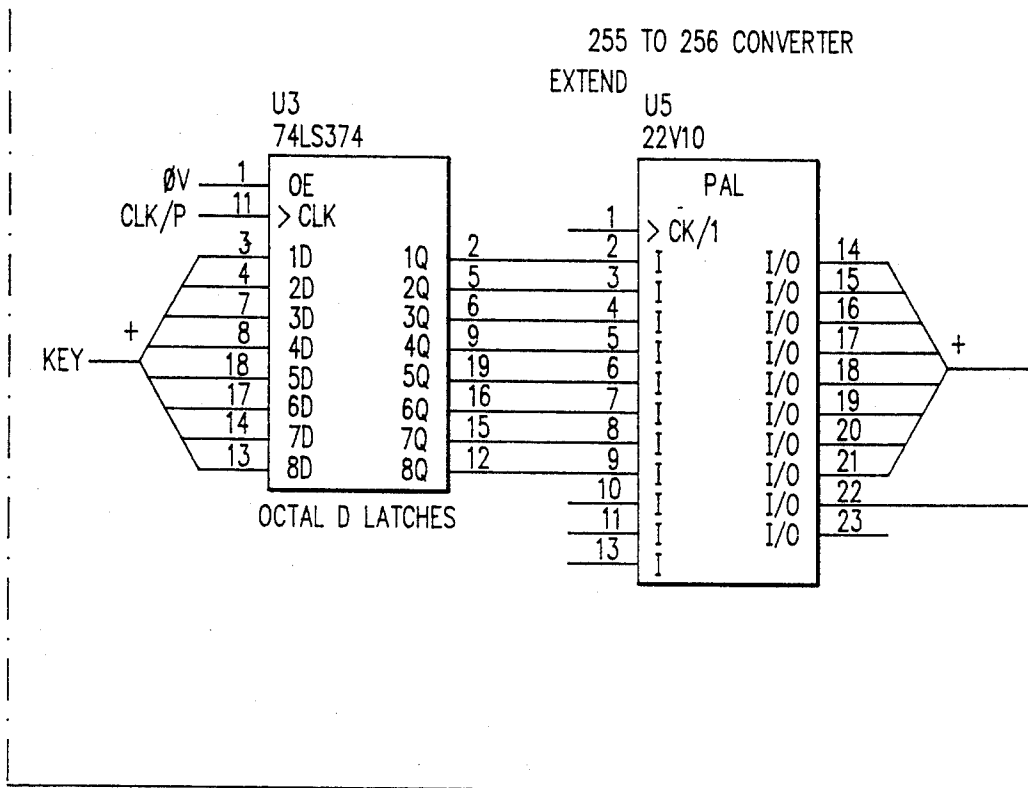 255 TO 256 CONVERTER
EXTEND
U3
74LS374
U5
22V10
ØV 1 OE
CLK/P 11 > CLK
PAL
1 > CK/1
3 1D 1Q 2 2 I I/O 14
4 2D 2Q 5 3 I I/O 15
7 3D 3Q 6 4 I I/O 16
+ 8 4D 4Q 9 5 I I/O 17 +
KEY
18 5D 5Q 19 6 I I/O 18
17 6D 6Q 16 7 I I/O 19
14 7D 7Q 15 8 I I/O 20
13 8D 8Q 12 9 I I/O 21
10 I I/O 22
11 I I/O 23
13 I
OCTAL D LATCHES